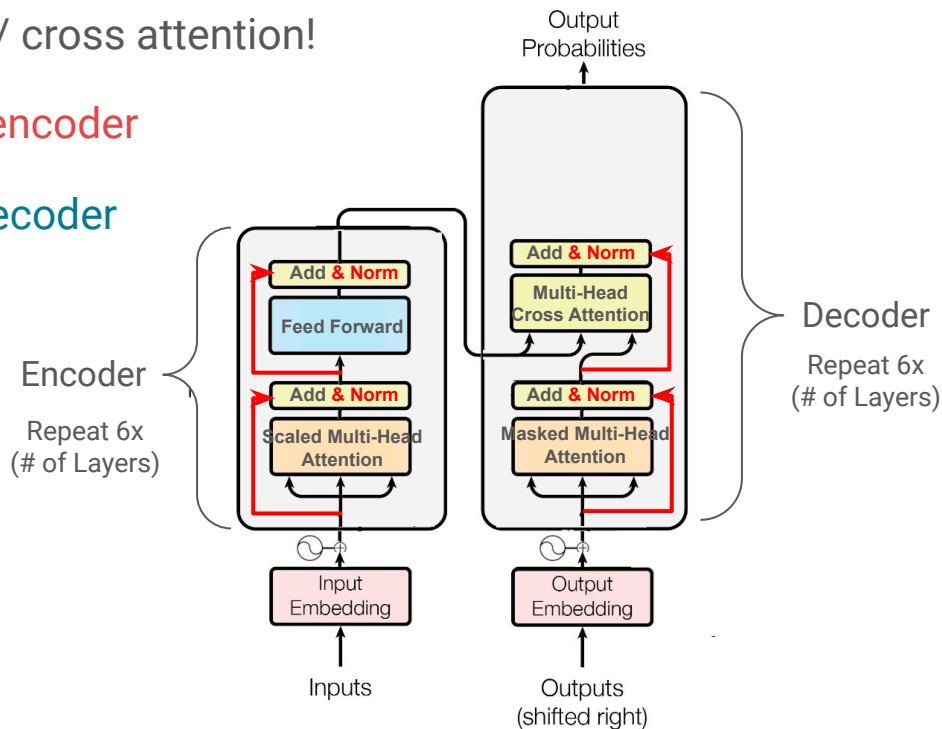 / cross attention!
encoder
ecoder
Output
Probabilities
Add & Norm
Feed Forward
Add & Norm
Scaled Multi-Head
Attention
Encoder
Repeat 6x
(# of Layers)
Input
Embedding
Inputs
Add & Norm
Multi-Head
Cross Attention
Add & Norm
Masked Multi-Head
Attention
Decoder
Repeat 6x
(# of Layers)
Output
Embedding
Outputs
(shifted right)